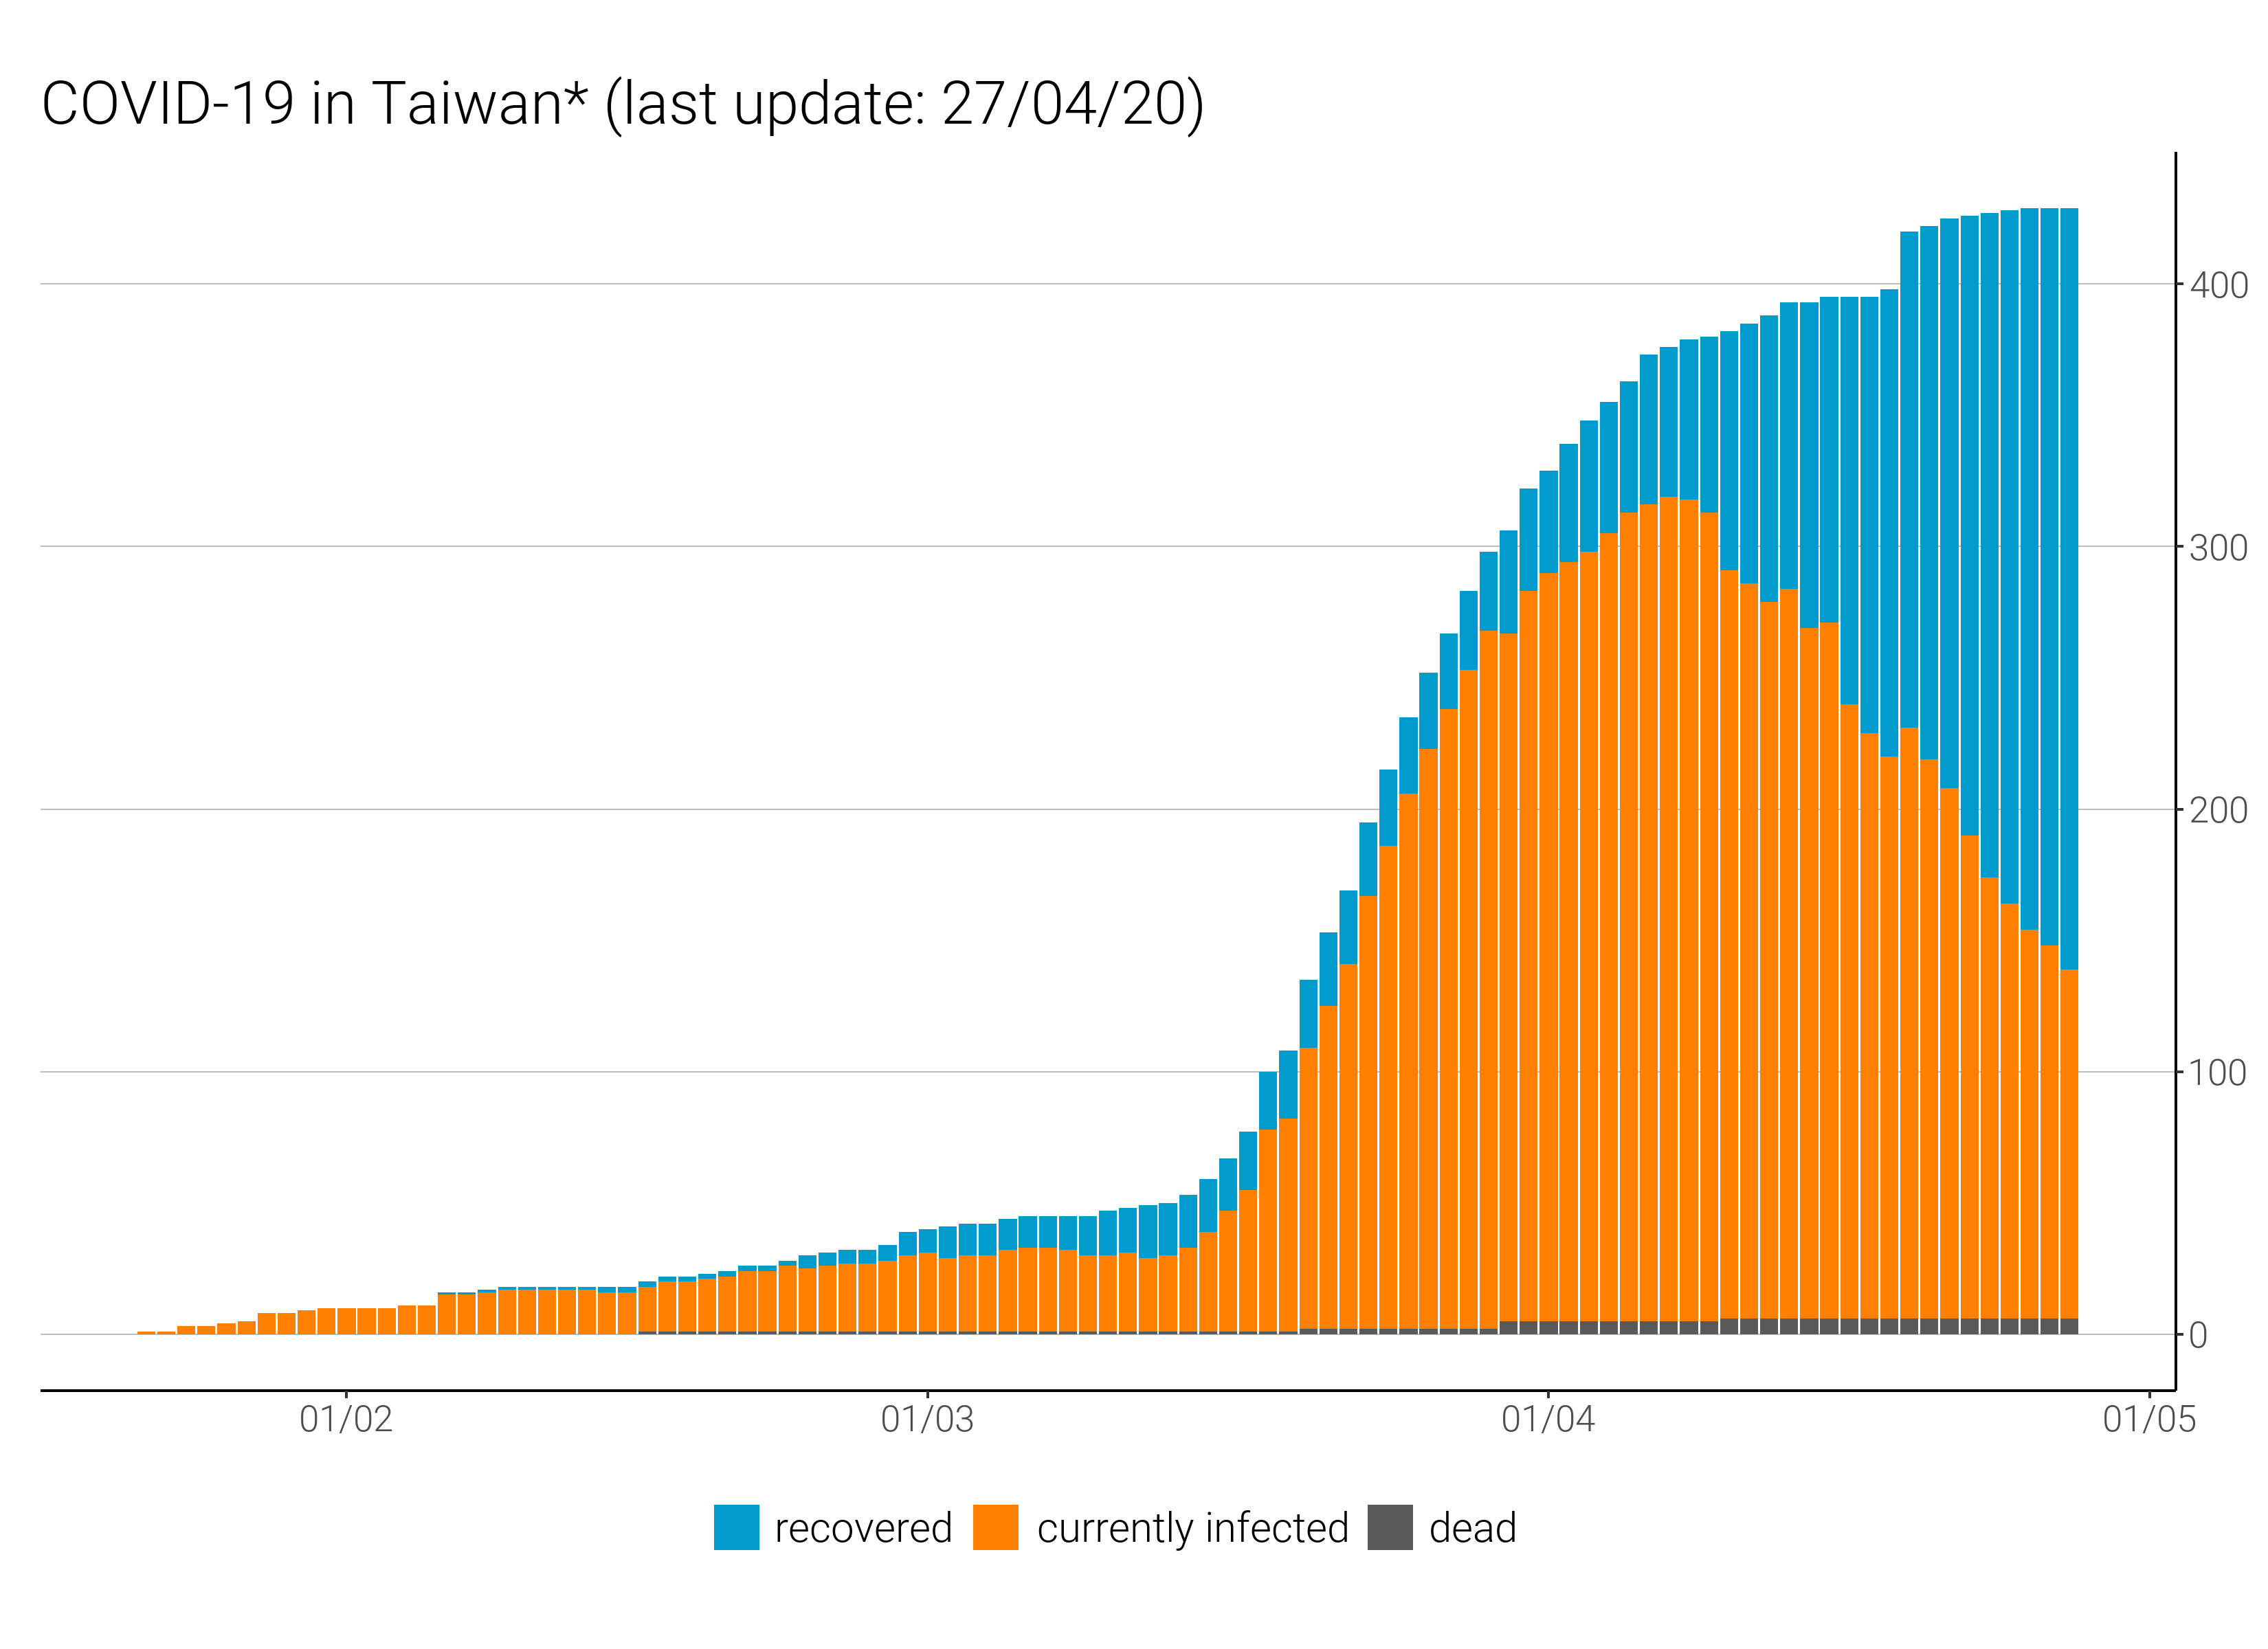 COVID-19 in Taiwan* (last update: 27/04/20)
400
300
200
100
0
01/02 01/03 01/04 01/05
recovered currently infected dead